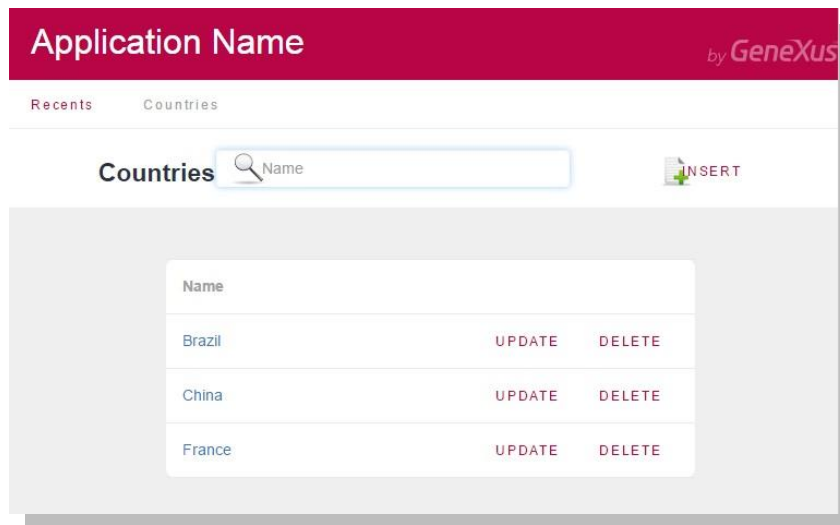 Application Name
by GeneXus
Recents Countries
Countries Name INSERT
Name
Brazil UPDATE DELETE
China UPDATE DELETE
France UPDATE DELETE